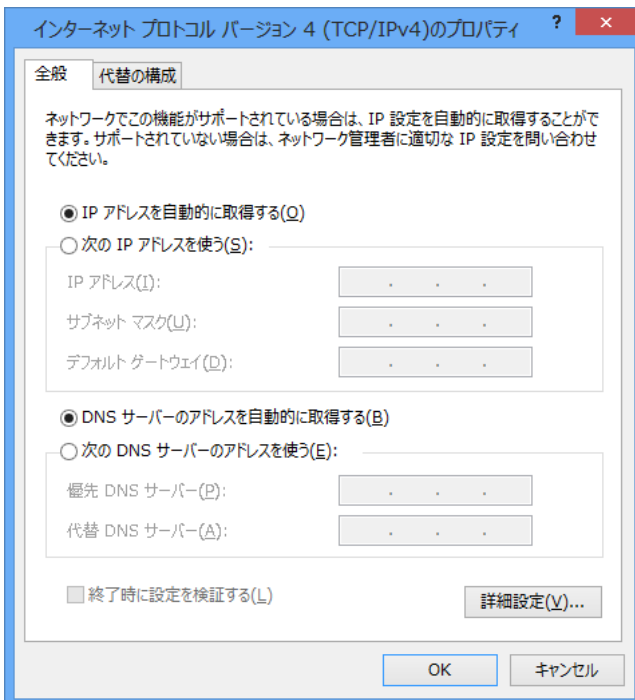 インターネット プロトコル バージョン 4 (TCP/IPv4)のプロパティ ? ×
全般 代替の構成
ネットワークでこの機能がサポートされている場合は、IP 設定を自動的に取得することがで
きます。サポートされていない場合は、ネットワーク管理者に適切な IP 設定を問い合わせ
てください。
IP アドレスを自動的に取得する(O)
次の IP アドレスを使う(S):
IP アドレス(I): . . .
サブネット マスク(U): . . .
デフォルト ゲートウェイ(D): . . .
DNS サーバーのアドレスを自動的に取得する(B)
次の DNS サーバーのアドレスを使う(E):
優先 DNS サーバー(P): . . .
代替 DNS サーバー(A): . . .
終了時に設定を検証する(L)
詳細設定(V)...
OK キャンセル